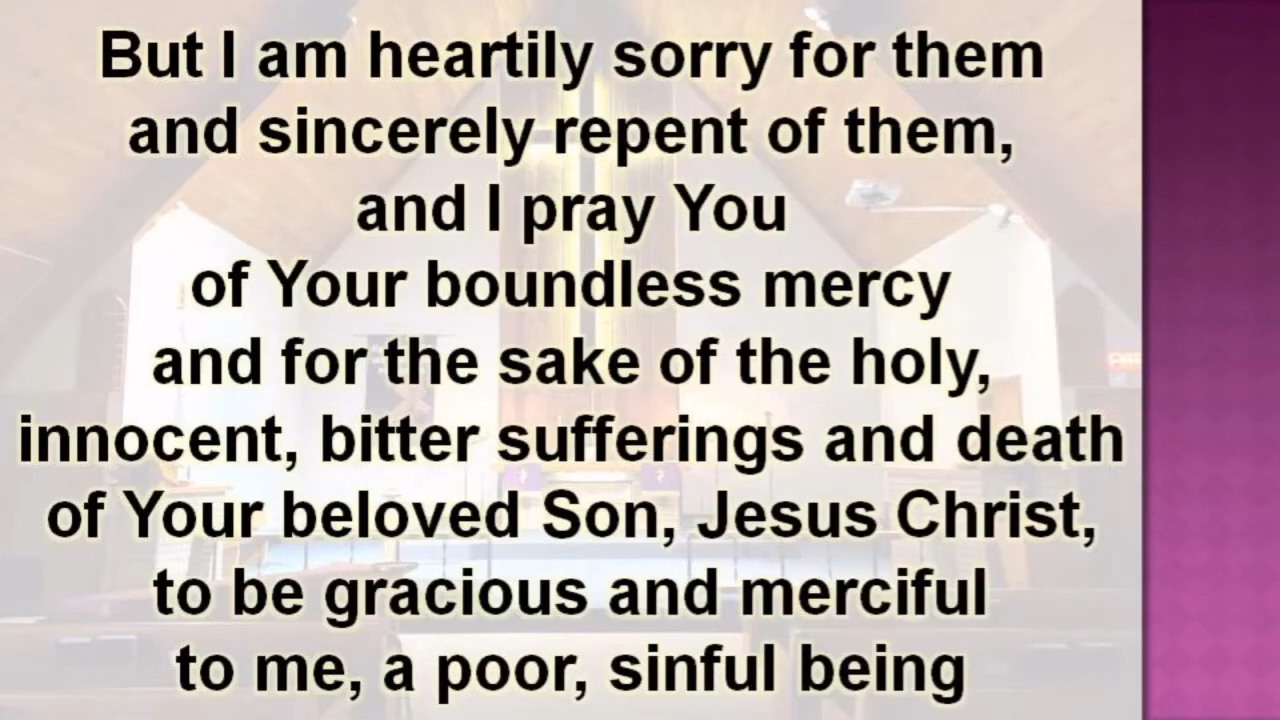 But I am heartily sorry for them
and sincerely repent of them,
and I pray You
of Your boundless mercy
and for the sake of the holy,
innocent, bitter sufferings and death
of Your beloved Son, Jesus Christ,
to be gracious and merciful
to me, a poor, sinful being